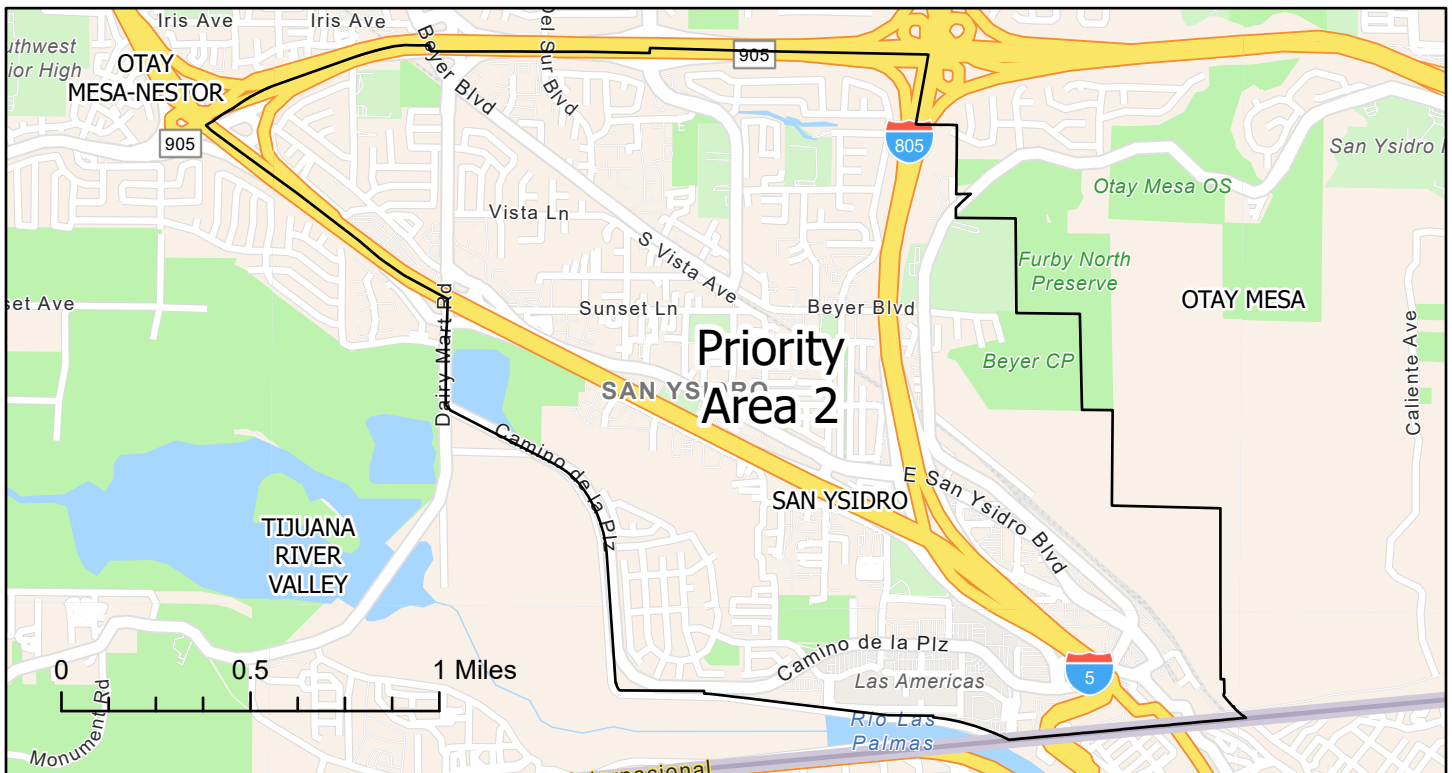 Iris Ave
Iris Ave
Del Sur Blvd
Beyer Blvd
905
OTAY
MESA-NESTOR
905
805
San Ysidro
Otay Mesa OS
Vista Ln
S Vista Ave
Furby North
Preserve
OTAY MESA
Sunset Ln
Beyer Blvd
Dairy Mart Rd
Priority
Area 2
SAN YSIDRO
Beyer CP
Caliente Ave
Camino de la Plz
E San Ysidro Blvd
SAN YSIDRO
TIJUANA
RIVER
VALLEY
Camino de la Plz
Las Americas
5
0 0.5 1 Miles
Monument Rd
Rio Las
Palmas